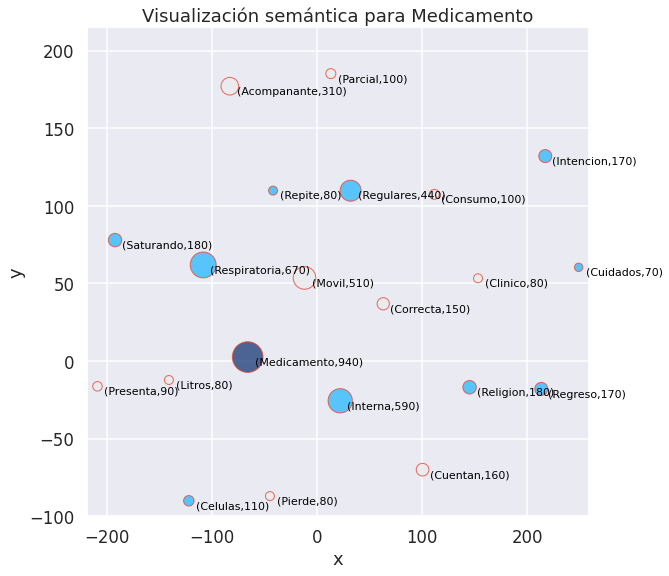 Visualización semántica para Medicamento
200
150
100
50
0
−50
−100
y
(Parcial,100)
(Acompanante,310)
(Intencion,170)
(Repite,80)
(Regulares,440)
(Consumo,100)
(Saturando,180)
(Respiratoria,670)
(Cuidados,70)
(Movil,510)
(Clinico,80)
(Correcta,150)
(Medicamento,940)
(Litros,80)
(Presenta,90)
(Religion,180)
(Regreso,170)
(Interna,590)
(Cuentan,160)
(Pierde,80)
(Celulas,110)
−200
−100
0
100
200
x